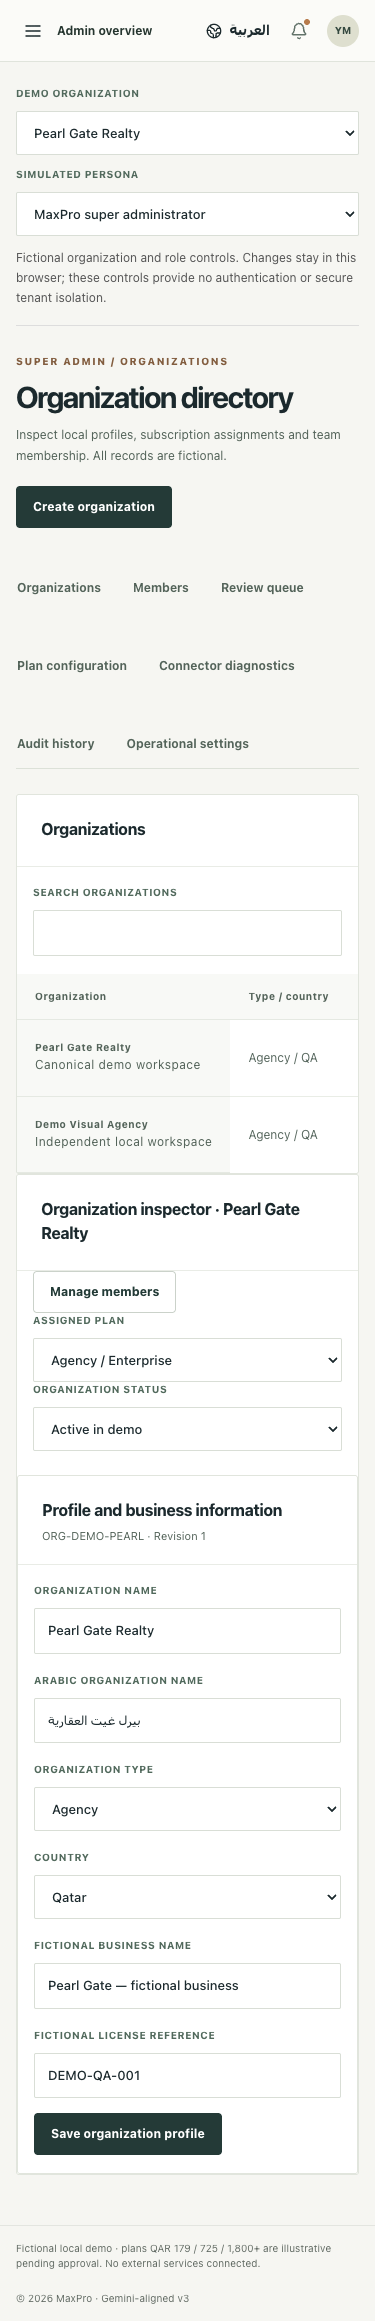 Admin overview
العربية
YM
DEMO ORGANIZATION
Pearl Gate Realty
SIMULATED PERSONA
MaxPro super administrator
Fictional organization and role controls. Changes stay in this
browser; these controls provide no authentication or secure
tenant isolation.
SUPER ADMIN / ORGANIZATIONS
Organization directory
Inspect local profiles, subscription assignments and team
membership. All records are fictional.
Create organization
Organizations Members Review queue
Plan configuration Connector diagnostics
Audit history Operational settings
Organizations
SEARCH ORGANIZATIONS
Organization Type / country
Pearl Gate Realty
Canonical demo workspace
Agency / QA
Demo Visual Agency
Independent local workspace
Agency / QA
Organization inspector · Pearl Gate
Realty
Manage members
ASSIGNED PLAN
Agency / Enterprise
ORGANIZATION STATUS
Active in demo
Profile and business information
ORG-DEMO-PEARL · Revision 1
ORGANIZATION NAME
Pearl Gate Realty
ARABIC ORGANIZATION NAME
بيرل غيت العقارية
ORGANIZATION TYPE
Agency
COUNTRY
Qatar
FICTIONAL BUSINESS NAME
Pearl Gate — fictional business
FICTIONAL LICENSE REFERENCE
DEMO-QA-001
Save organization profile
Fictional local demo · plans QAR 179 / 725 / 1,800+ are illustrative
pending approval. No external services connected.
© 2026 MaxPro · Gemini-aligned v3